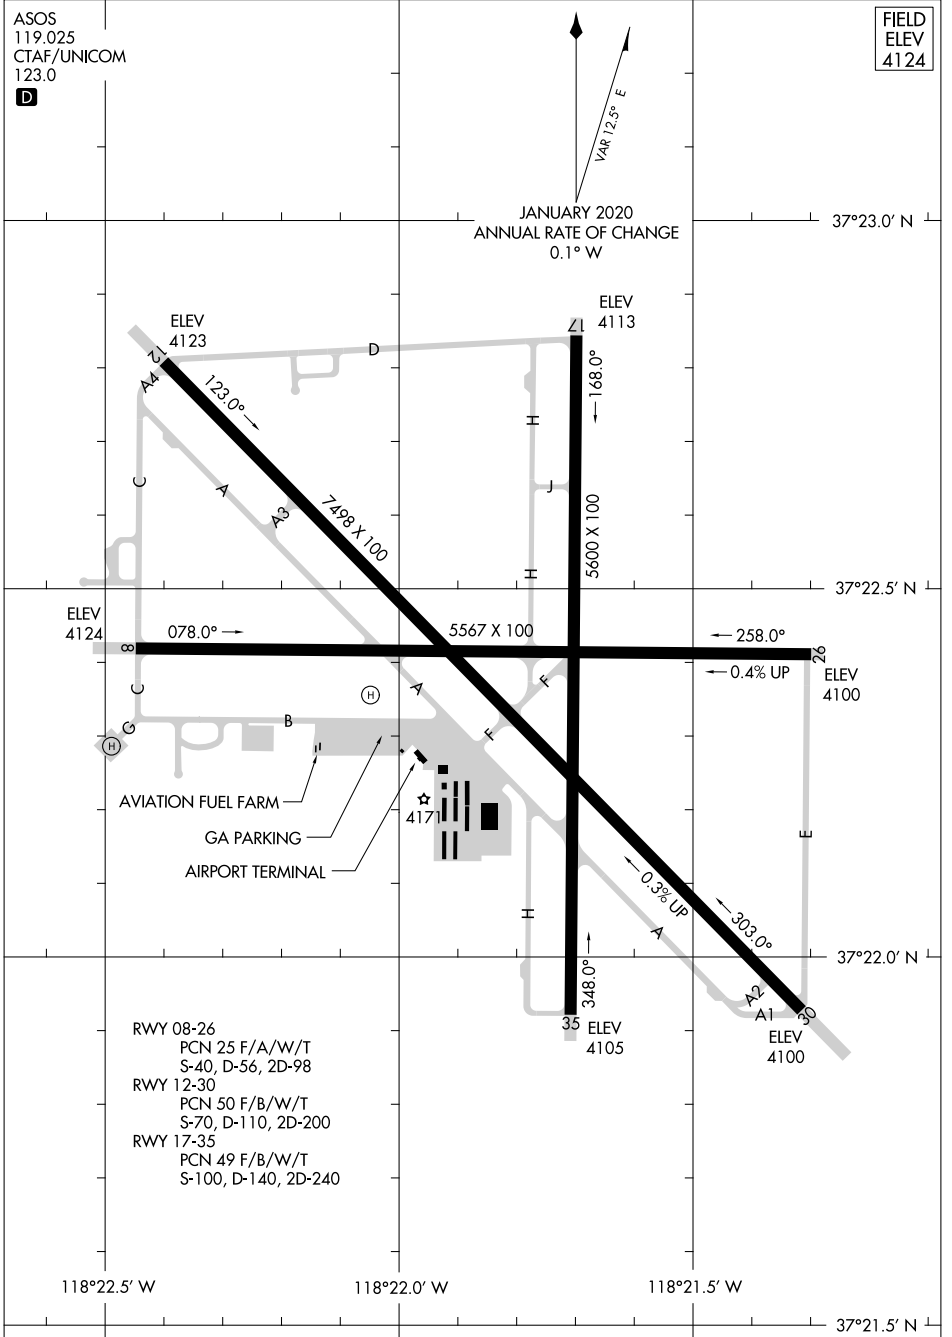 ASOS
119.025
CTAF/UNICOM
123.0
D
FIELD
ELEV
4124
VAR 12.5° E
JANUARY 2020
ANNUAL RATE OF CHANGE
0.1° W
37°23.0' N
ELEV
4123
ELEV
4113
12
17
D
A4
123.0°
168.0°
H
C
A
J
A3
7498 X 100
5600 X 100
H
37°22.5' N
ELEV
4124
078.0°
5567 X 100
258.0°
8
26
0.4% UP
ELEV
4100
H
C
A
F
B
G
F
H
AVIATION FUEL FARM
4171
GA PARKING
E
AIRPORT TERMINAL
0.3% UP
H
A
303.0°
37°22.0' N
348.0°
A2
A1
30
35
ELEV
4105
ELEV
4100
RWY 08-26
PCN 25 F/A/W/T
S-40, D-56, 2D-98
RWY 12-30
PCN 50 F/B/W/T
S-70, D-110, 2D-200
RWY 17-35
PCN 49 F/B/W/T
S-100, D-140, 2D-240
118°22.5' W
118°22.0' W
118°21.5' W
37°21.5' N